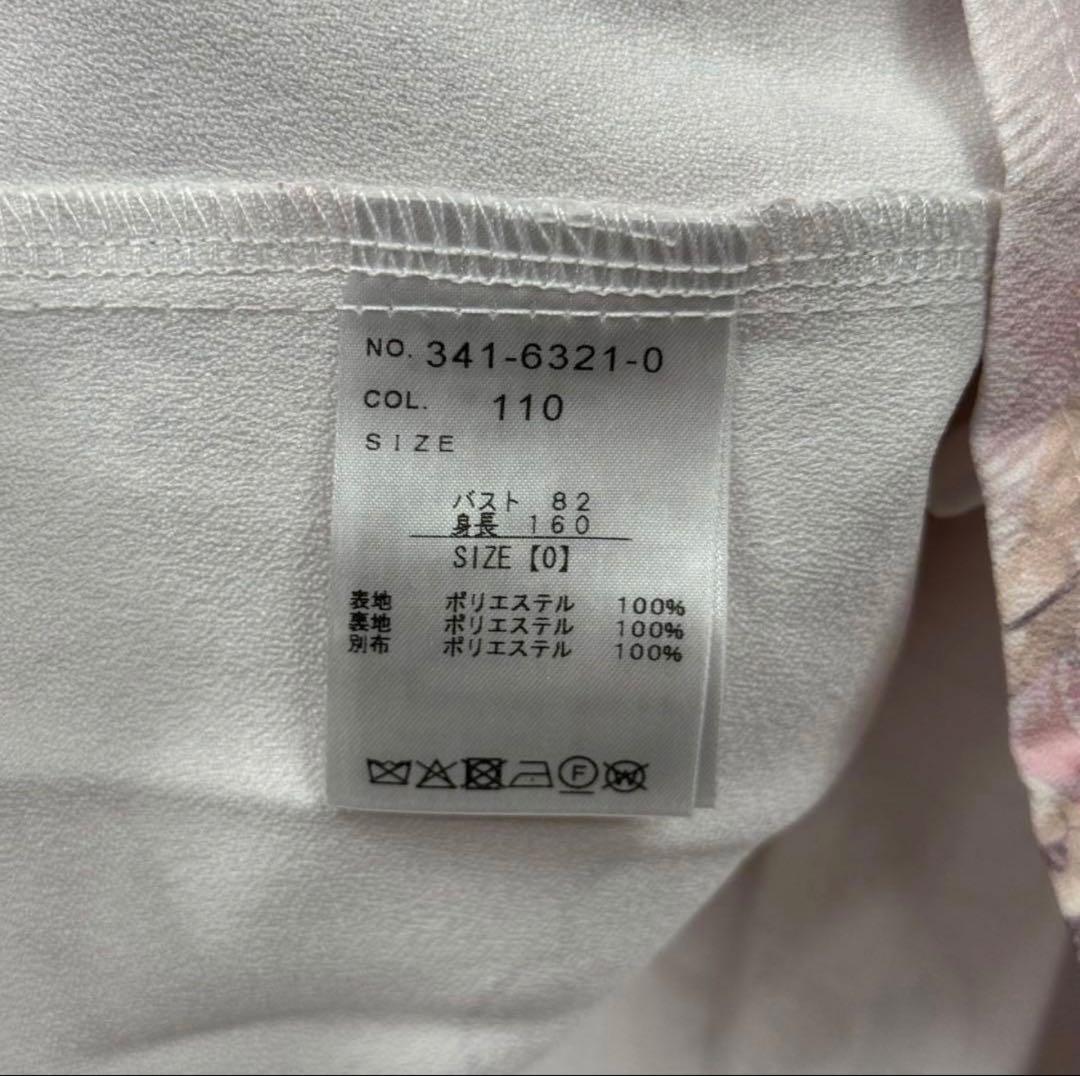 NO. 341-6321-0
COL. 110
SIZE
バスト 82
身長 160
SIZE【0】
表地 ポリエステル 100%
裏地 ポリエステル 100%
別布 ポリエステル 100%
F W